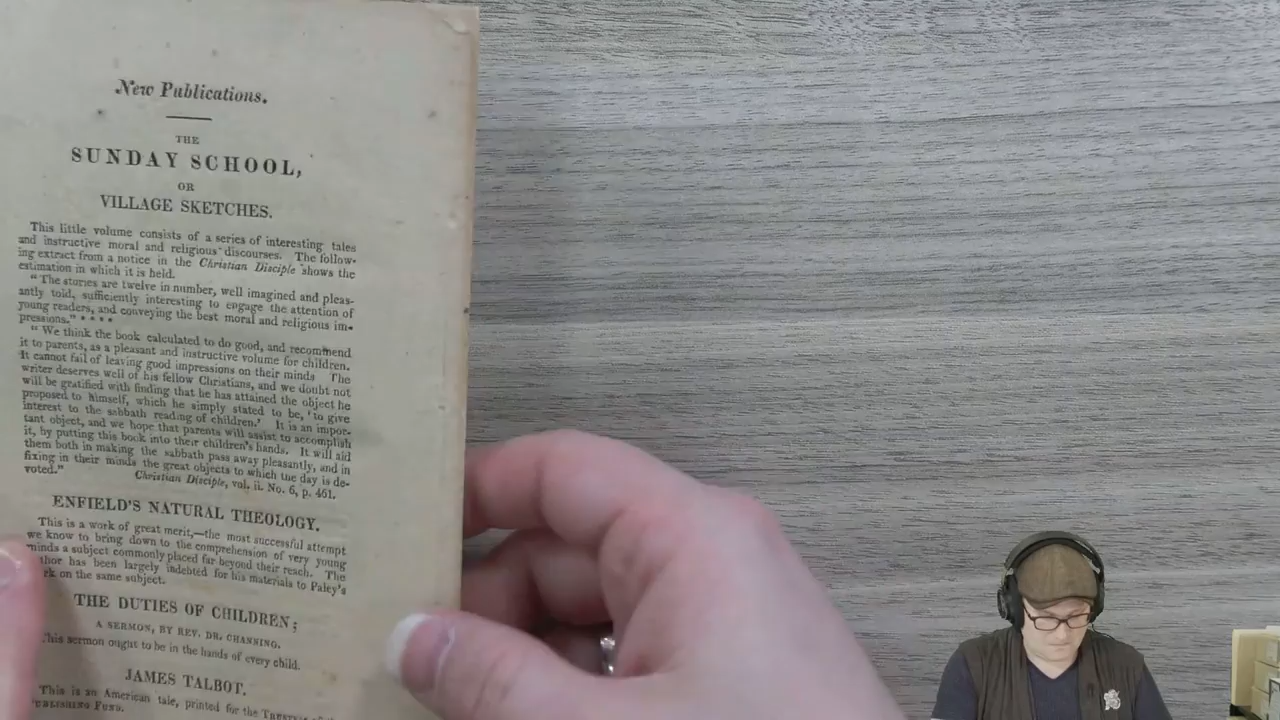 New Publications.
THE
SUNDAY SCHOOL,
OR
VILLAGE SKETCHES.
This little volume consists of a series of interesting tales
and instructive moral and religious discourses. The follow-
ing extract from a notice in the Christian Disciple shows the
estimation in which it is held.
"The stories are twelve in number, well imagined and pleas-
antly told, sufficiently interesting to engage the attention of
young readers, and conveying the best moral and religious im-
pressions." * * * *
"We think the book calculated to do good, and recommend
it to parents, as a pleasant and instructive volume for children.
It cannot fail of leaving good impressions on their minds The
writer deserves well of his fellow Christians, and we doubt not
will be gratified with finding that he has attained the object he
proposed to himself, which he simply stated to be, 'to give
interest to the sabbath reading of children.' It is an impor-
tant object, and we hope that parents will assist to accomplish
it, by putting this book into their children's hands. It will aid
them both in making the sabbath pass away pleasantly, and in
fixing in their minds the great objects to which the day is de-
voted."
Christian Disciple, vol. ii. No. 6, p. 461.
ENFIELD'S NATURAL THEOLOGY.
This is a work of great merit,—the most successful attempt
we know to bring down to the comprehension of very young
minds a subject commonly placed far beyond their reach. The
thor has been largely indebted for his materials to Paley's
rk on the same subject.
THE DUTIES OF CHILDREN;
A SERMON, BY REV. DR. CHANNING.
This sermon ought to be in the hands of every child.
JAMES TALBOT.
This is an American tale, printed for the
PUBLISHING FUND.